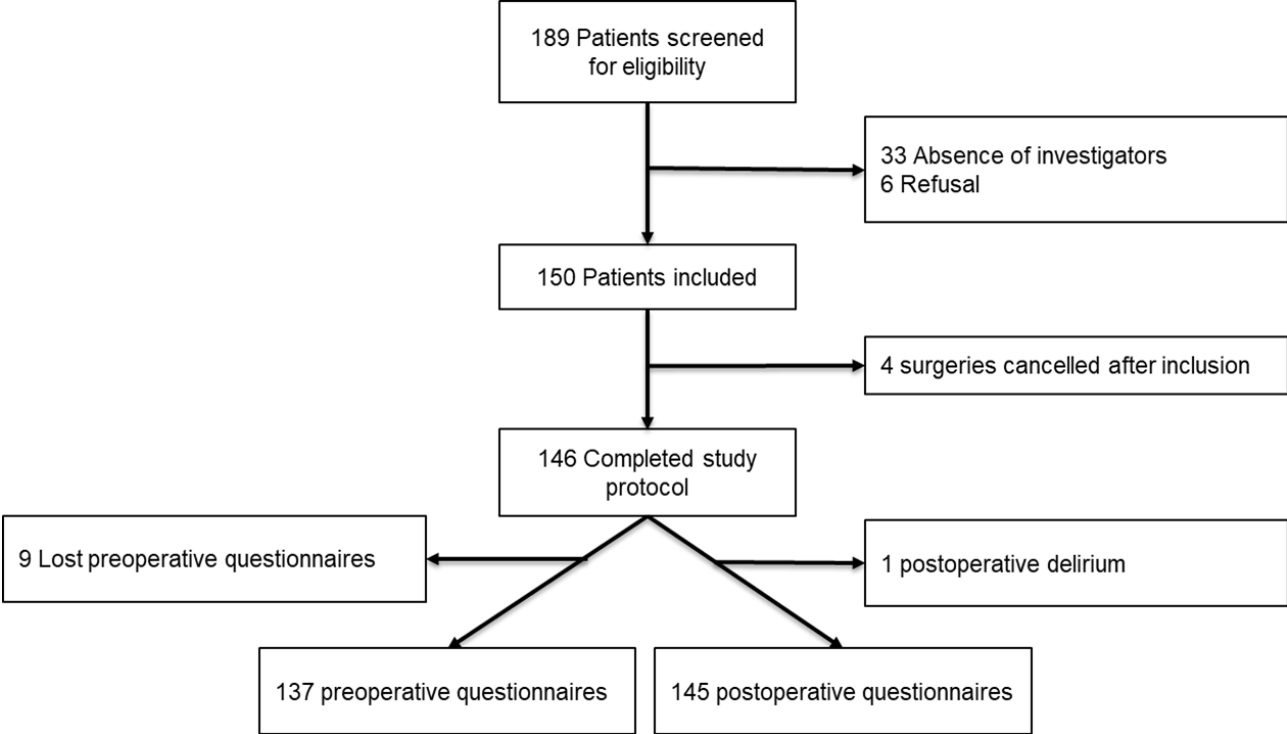 189 Patients screened
for eligibility
33 Absence of investigators
6 Refusal
150 Patients included
4 surgeries cancelled after inclusion
146 Completed study
protocol
9 Lost preoperative questionnaires
1 postoperative delirium
137 preoperative questionnaires
145 postoperative questionnaires